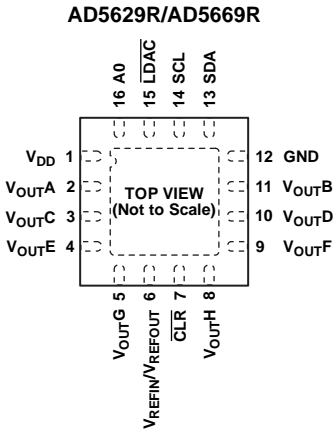 AD5629R/AD5669R
16 A0
15 LDAC
14 SCL
13 SDA
VDD 1
VOUTA 2
VOUTC 3
VOUTE 4
TOP VIEW
(Not to Scale)
12 GND
11 VOUTB
10 VOUTD
9 VOUTF
VOUTG 5
VREFIN/VREFOUT 6
CLR 7
VOUTH 8